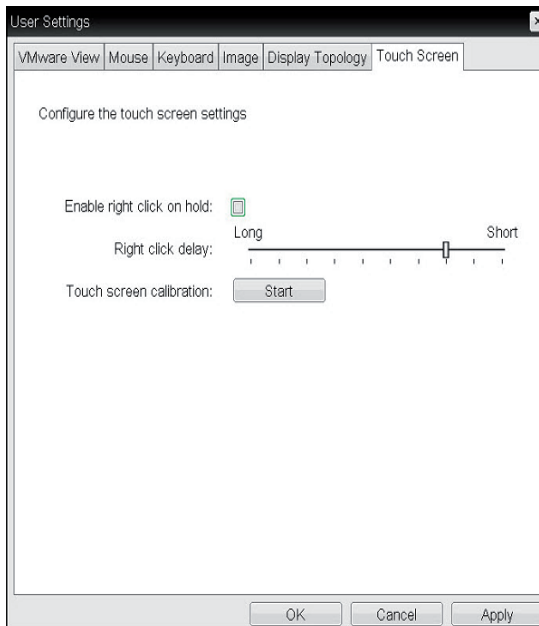 User Settings
VMware View Mouse Keyboard Image Display Topology Touch Screen
Configure the touch screen settings
Enable right click on hold:
Long Short
Right click delay:
Touch screen calibration: Start
OK Cancel Apply